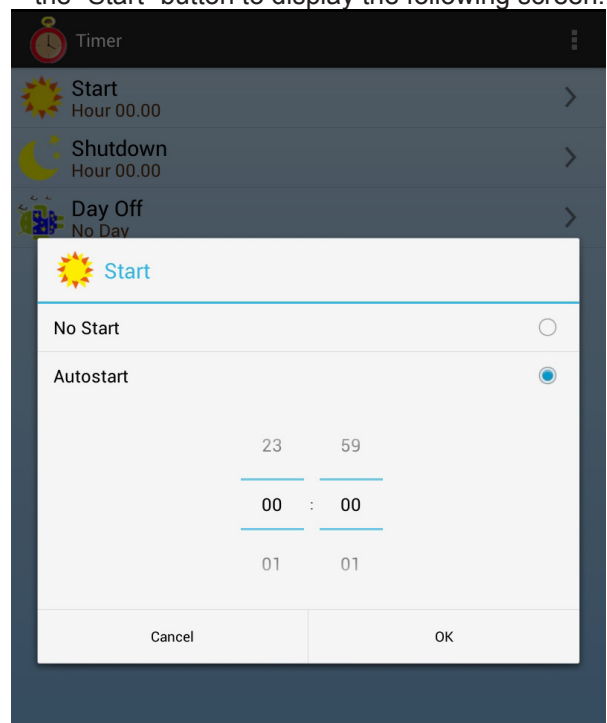 the "Start" button to display the following screen.
Timer
Start
Hour 00.00
Shutdown
Hour 00.00
Day Off
No Day
Start
No Start
Autostart
23 59
00 : 00
01 01
Cancel OK